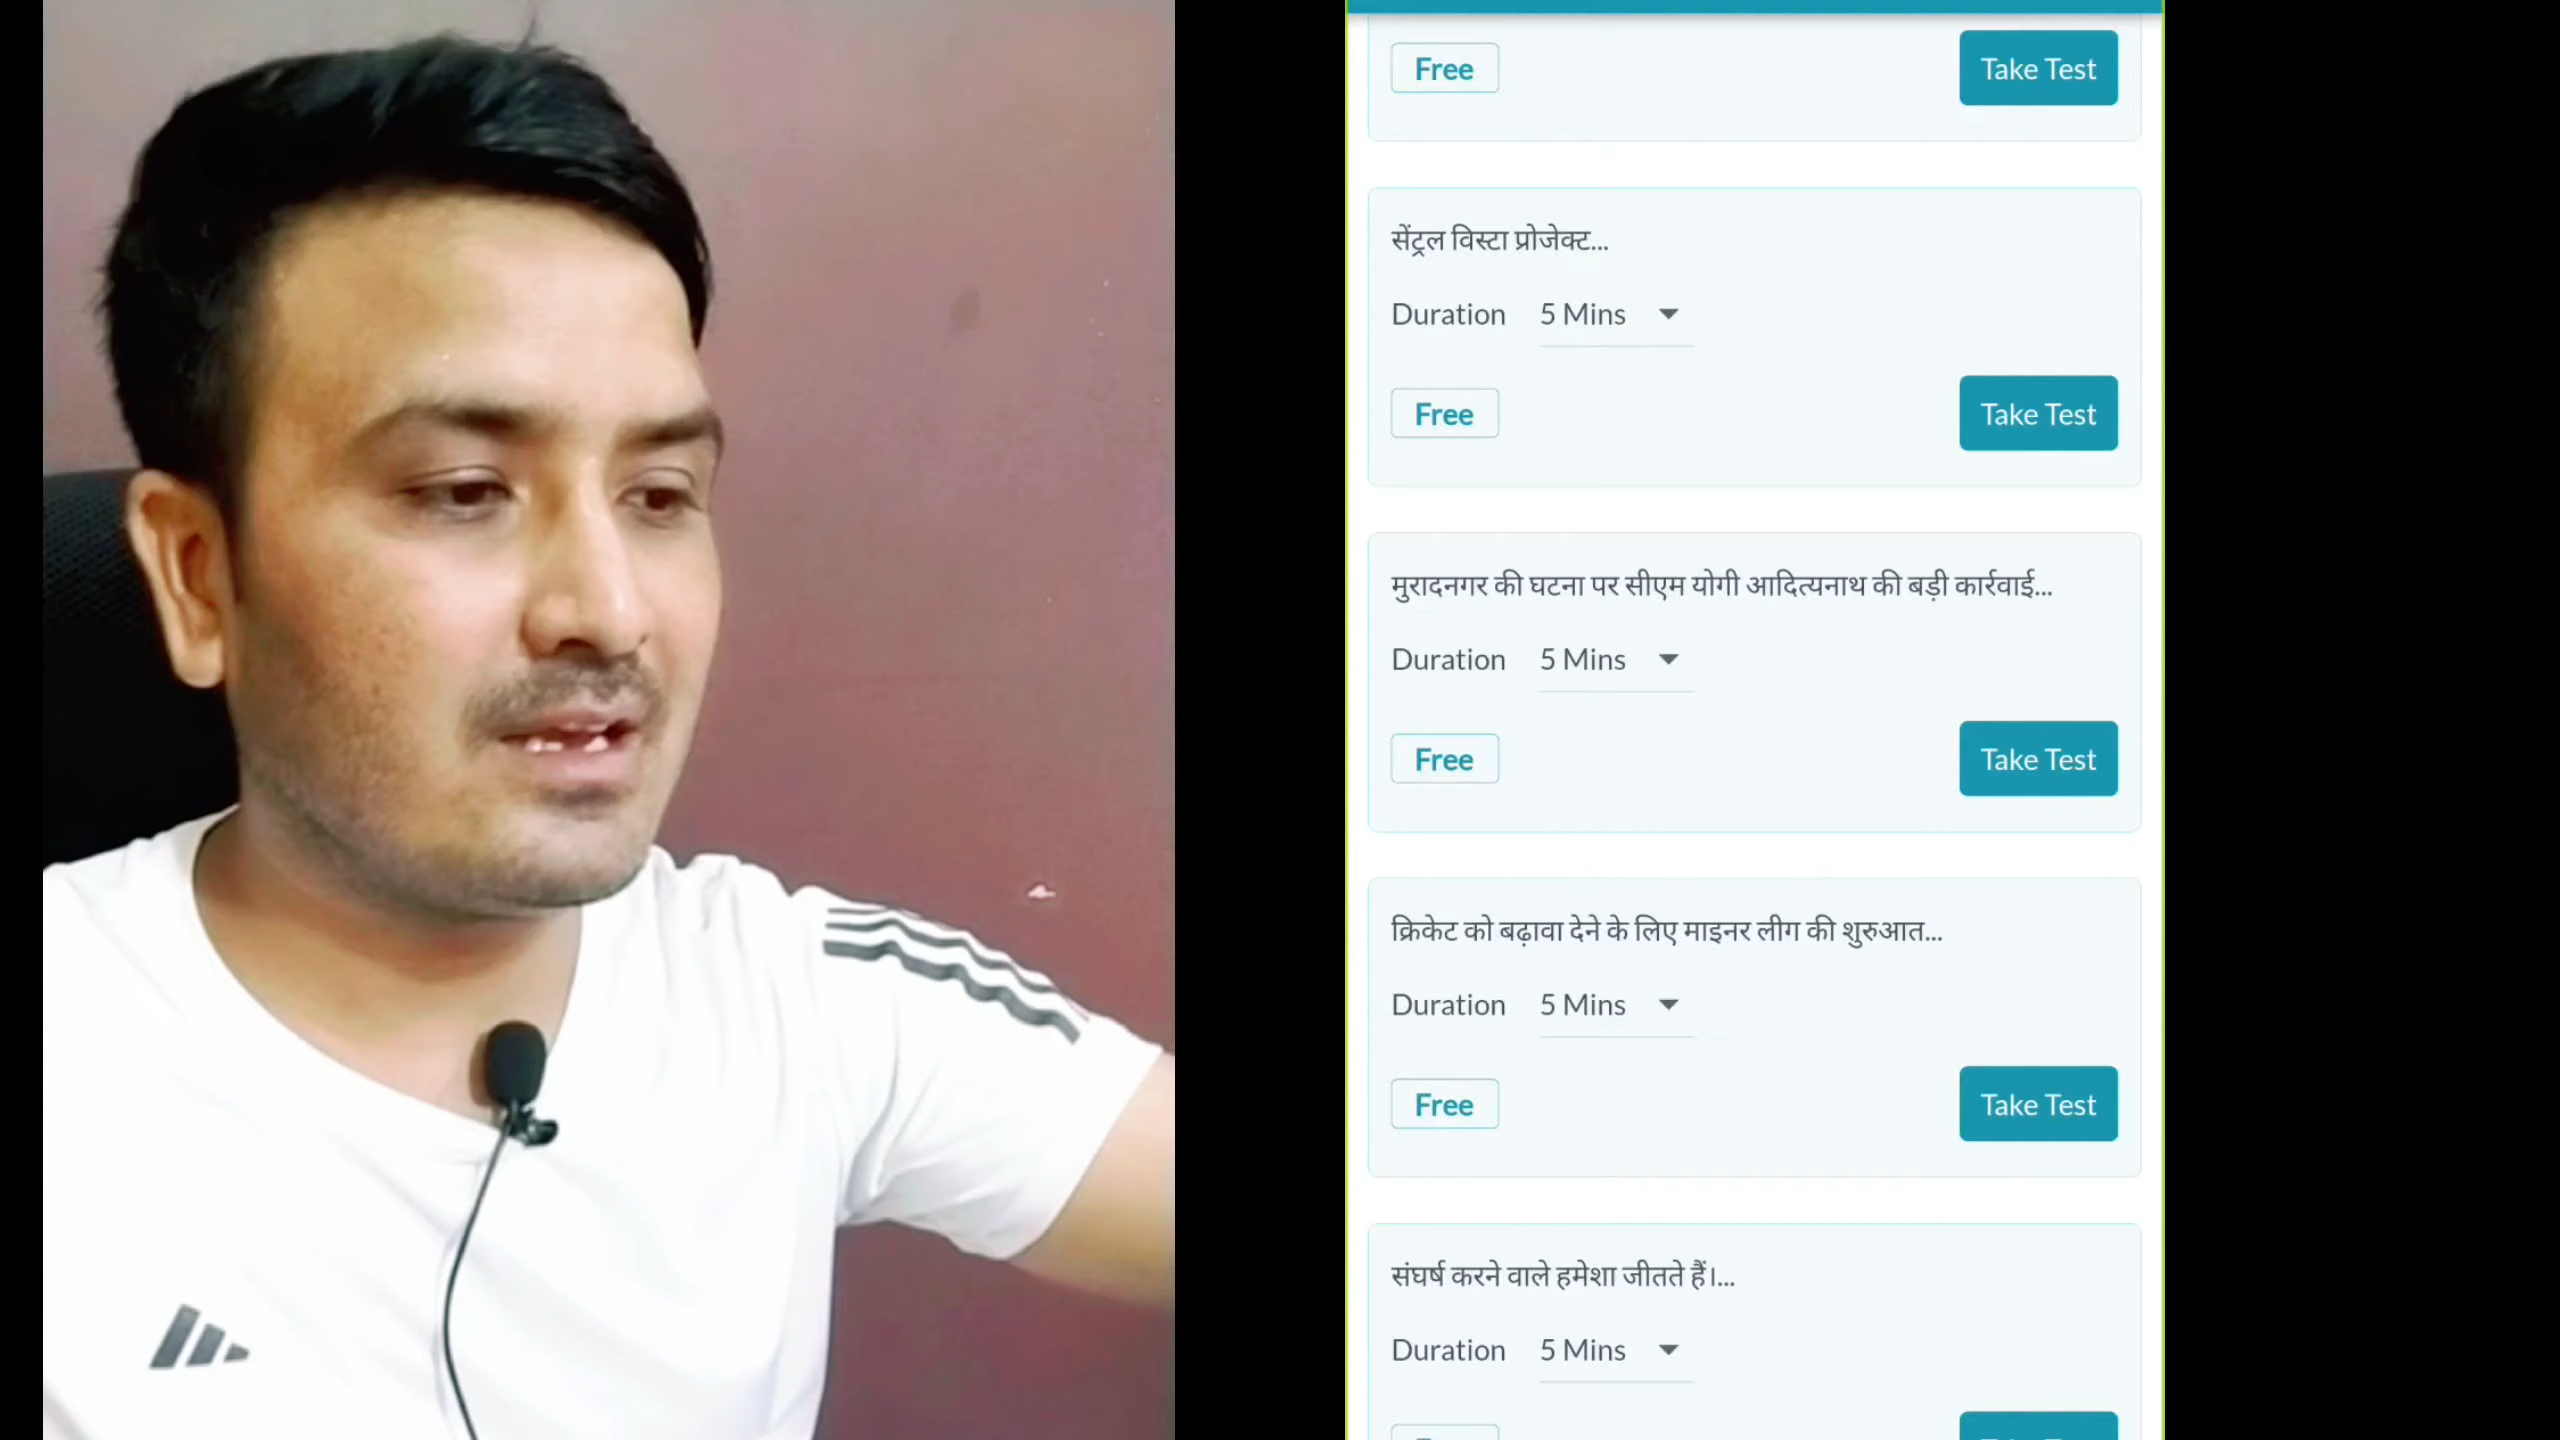 Free
Take Test
सेंट्रल विस्टा प्रोजेक्ट...
Duration 5 Mins
Free
Take Test
मुरादनगर की घटना पर सीएम योगी आदित्यनाथ की बड़ी कार्रवाई...
Duration 5 Mins
Free
Take Test
क्रिकेट को बढ़ावा देने के लिए माइनर लीग की शुरुआत...
Duration 5 Mins
Free
Take Test
संघर्ष करने वाले हमेशा जीतते हैं।...
Duration 5 Mins